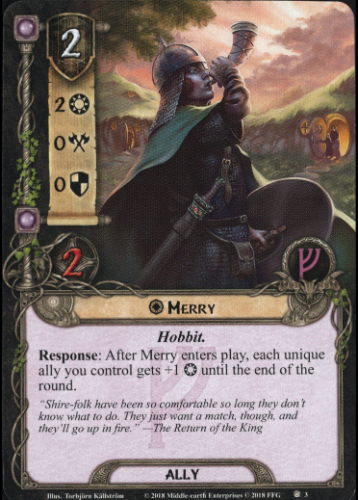 2
2
0
0
2
Merry
Hobbit.
Response: After Merry enters play, each unique
ally you control gets +1 until the end of the
round.
“Shire-folk have been so comfortable so long they don’t
know what to do. They just want a match, though, and
they’ll go up in fire.” —The Return of the King
ALLY
Illus. Torbjörn Källström © 2018 Middle-earth Enterprises © 2018 FFG 3